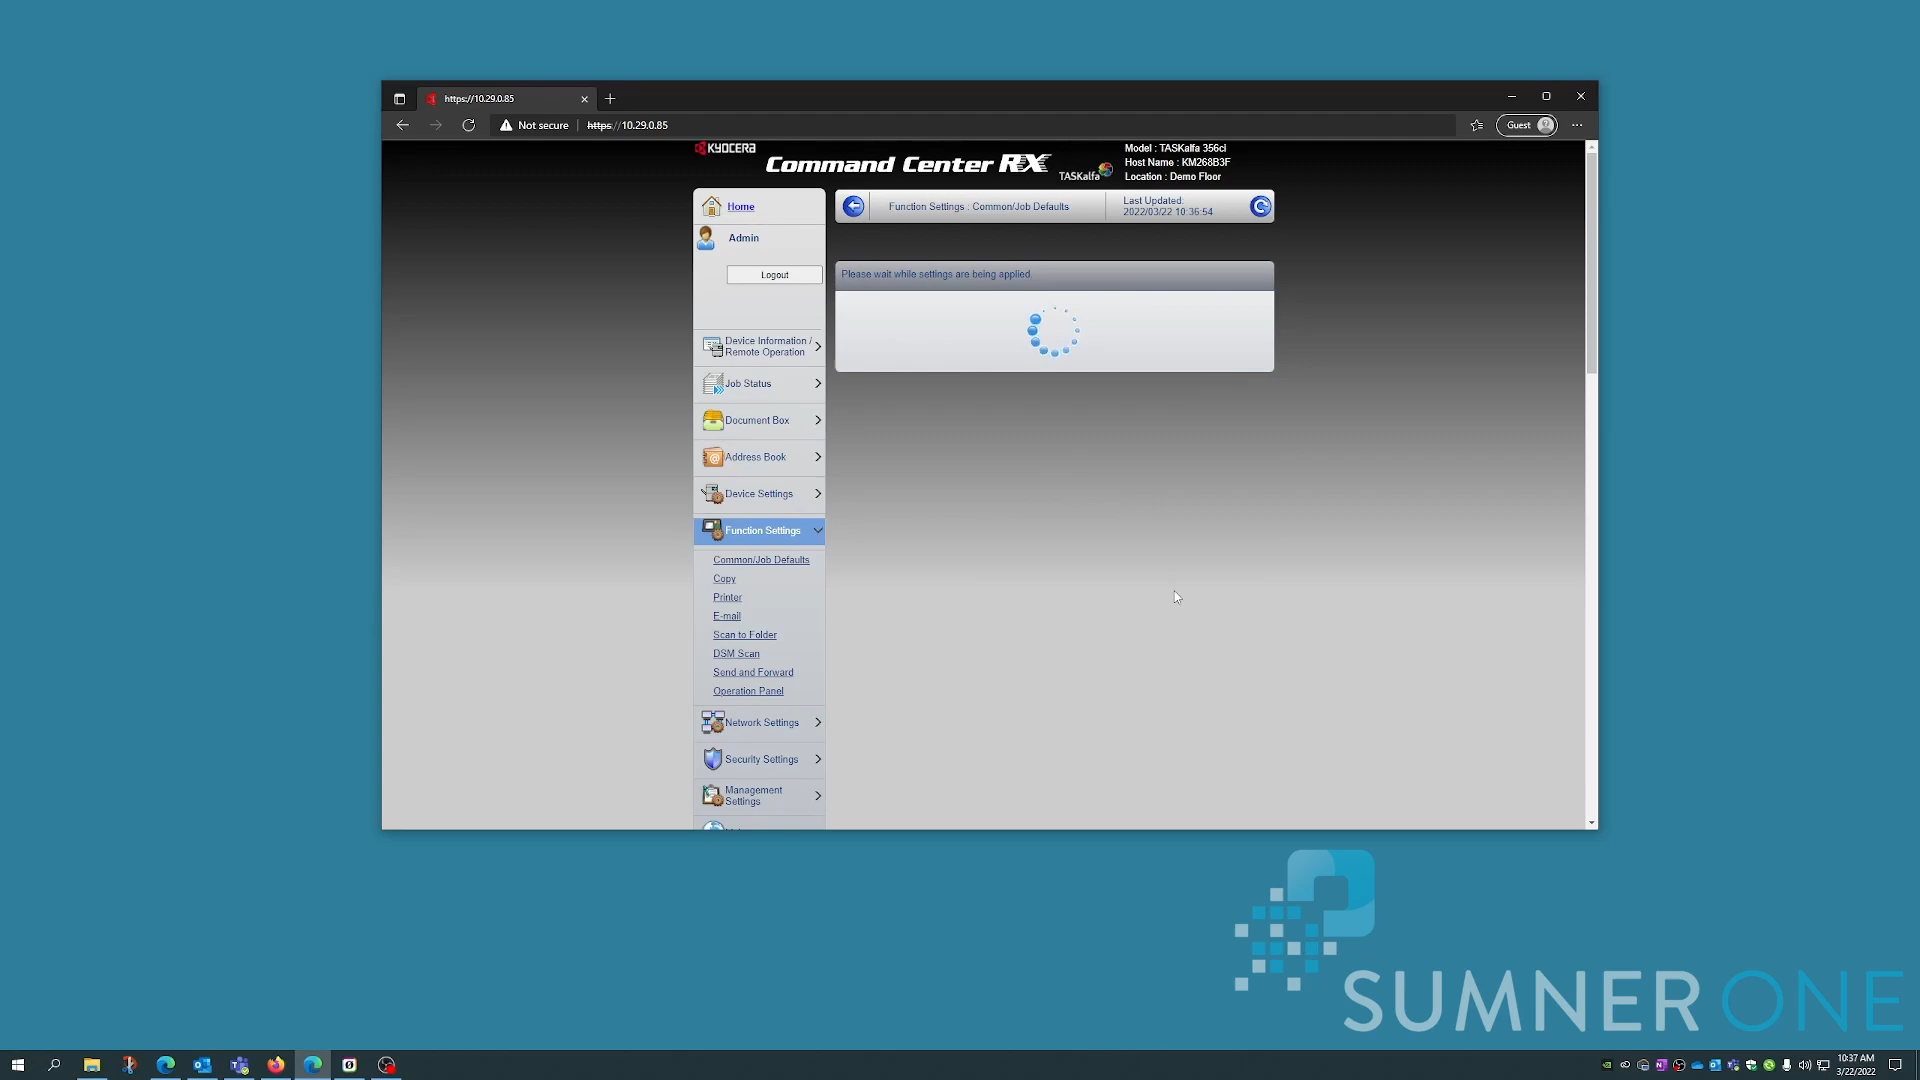 https://10.29.0.85
Not secure
https://10.29.0.85
Guest
KYOCERA
Command Center RX
TASKalfa
Model : TASKalfa 356ci
Host Name : KM268B3F
Location : Demo Floor
Home
Admin
Logout
Function Settings : Common/Job Defaults
Last Updated:
2022/03/22 10:36:54
Please wait while settings are being applied.
Device Information /
Remote Operation
Job Status
Document Box
Address Book
Device Settings
Function Settings
Common/Job Defaults
Copy
Printer
E-mail
Scan to Folder
DSM Scan
Send and Forward
Operation Panel
Network Settings
Security Settings
Management
Settings
SUMNERONE
10:37 AM
3/22/2022